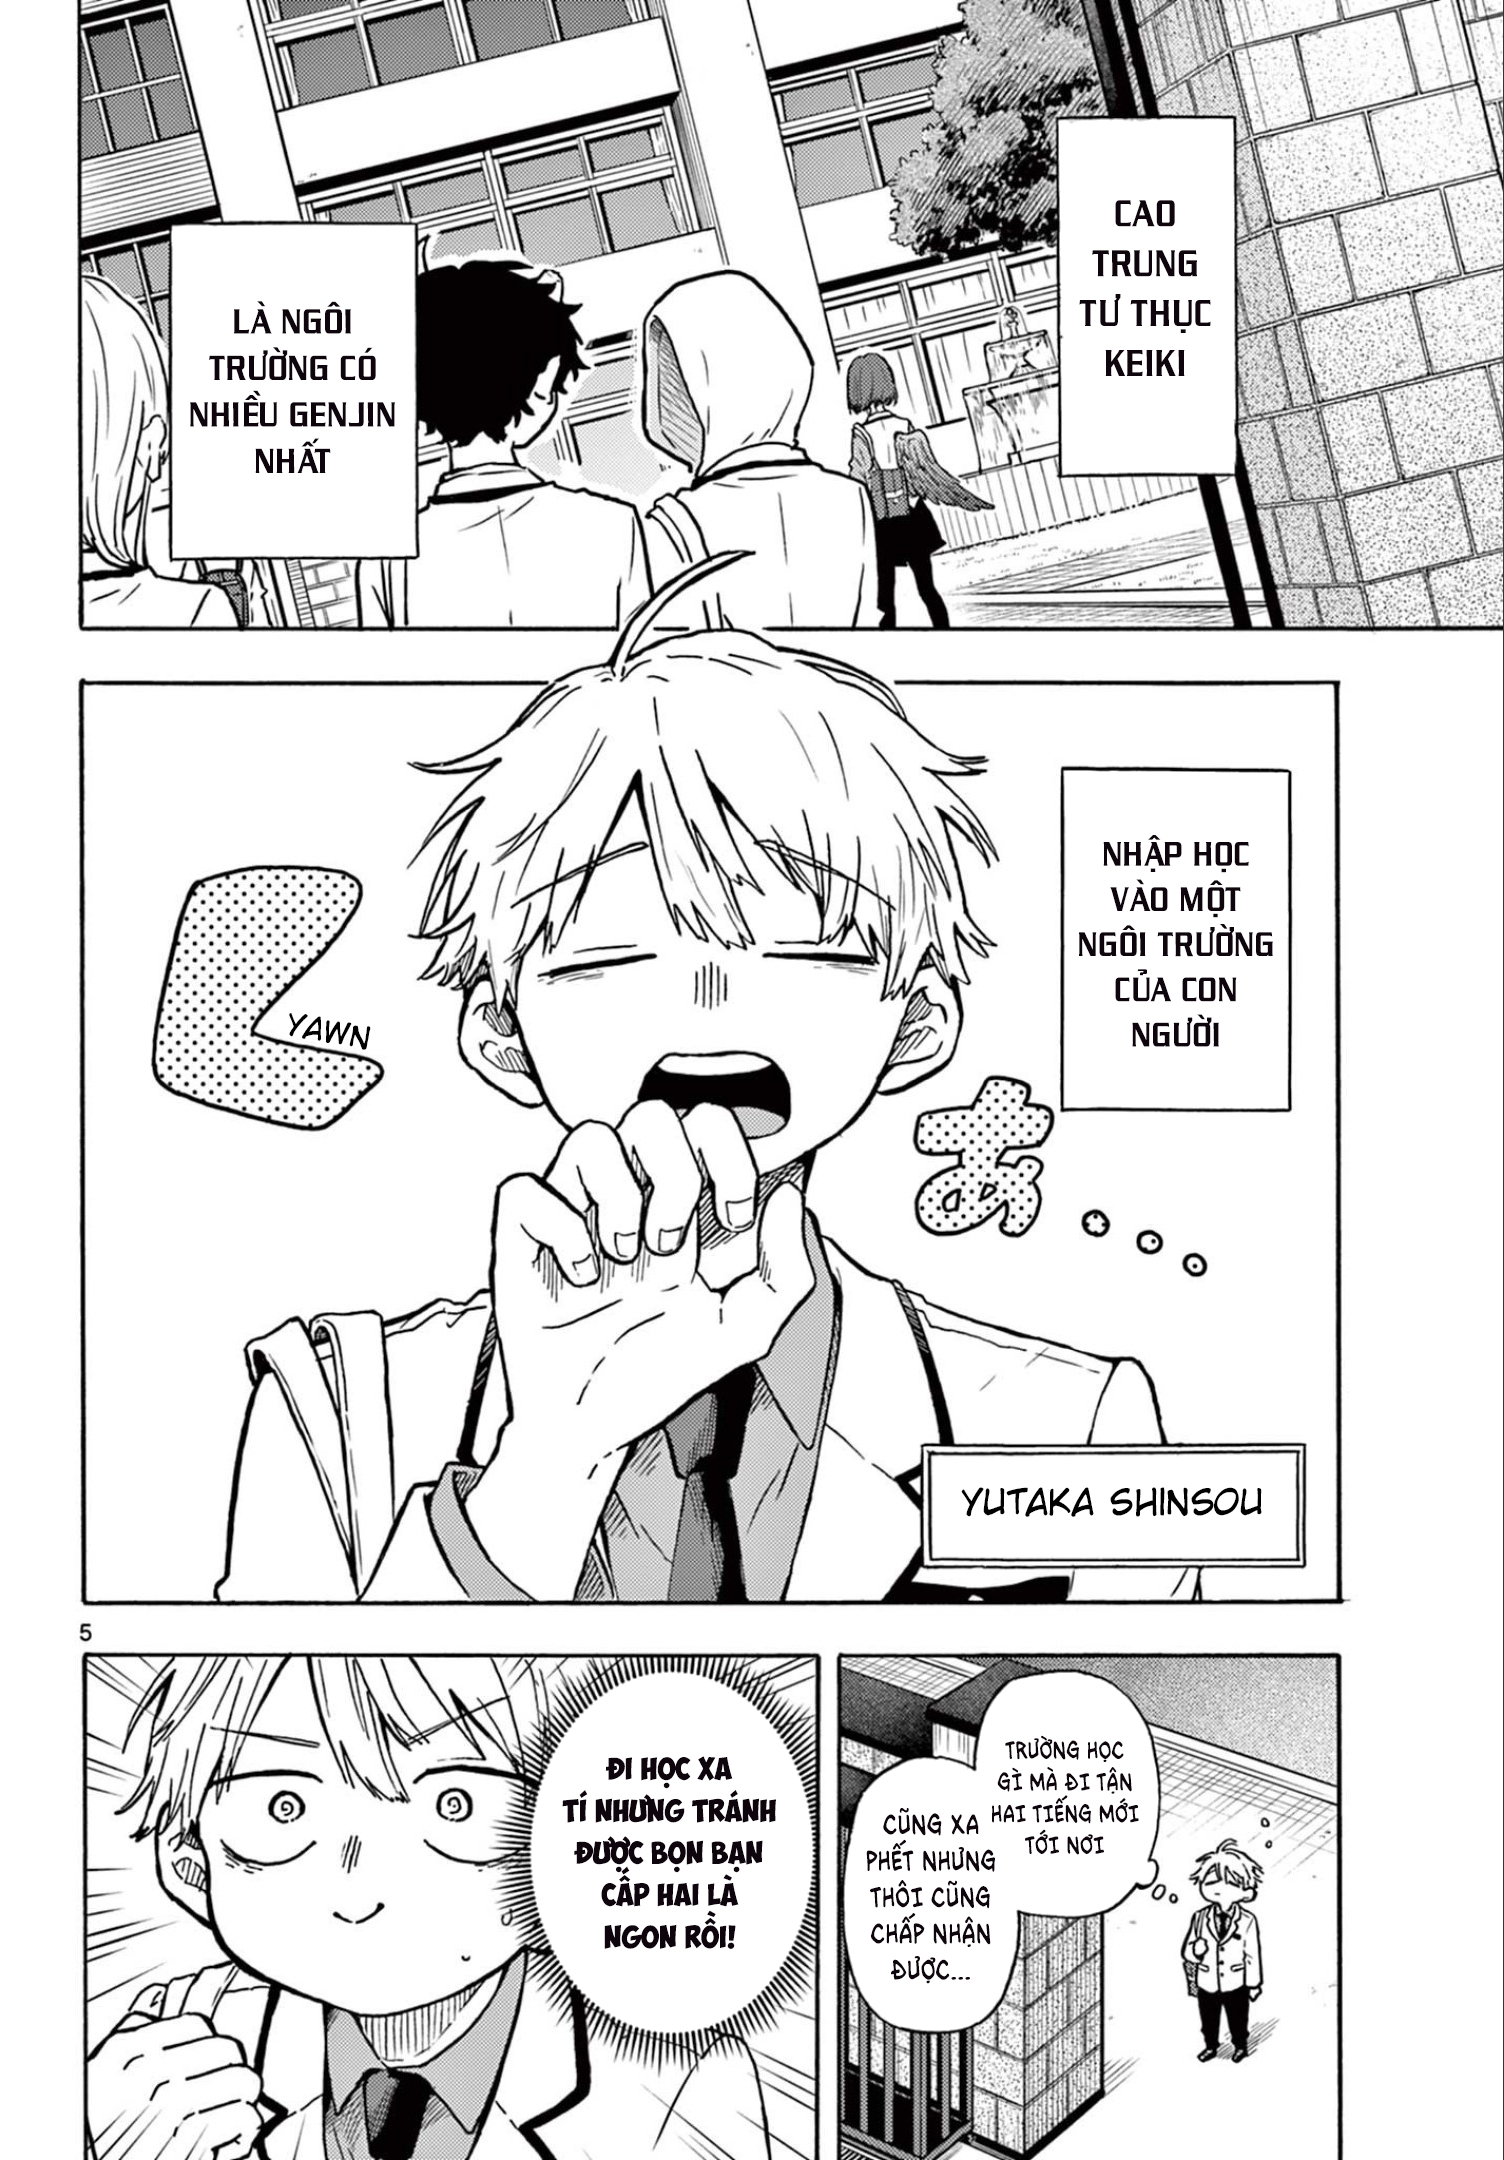 CAO
TRUNG
TƯ THỤC
KEIKI
LÀ NGÔI
TRƯỜNG CÓ
NHIỀU GENJIN
NHẤT
NHẬP HỌC
VÀO MỘT
NGÔI TRƯỜNG
CỦA CON
NGƯỜI
く
YAWN
あ...
YUTAKA SHINSOU
5
TRƯỜNG HỌC
GÌ MÀ ĐI TẬN
HAI TIẾNG MỚI
TỚI NƠI
CŨNG XA
PHẾT NHƯNG
THÔI CŨNG
CHẤP NHẬN
ĐƯỢC...
ĐI HỌC XA
TÍ NHƯNG TRÁNH
ĐƯỢC BỌN BẠN
CẤP HAI LÀ
NGON RỒI!